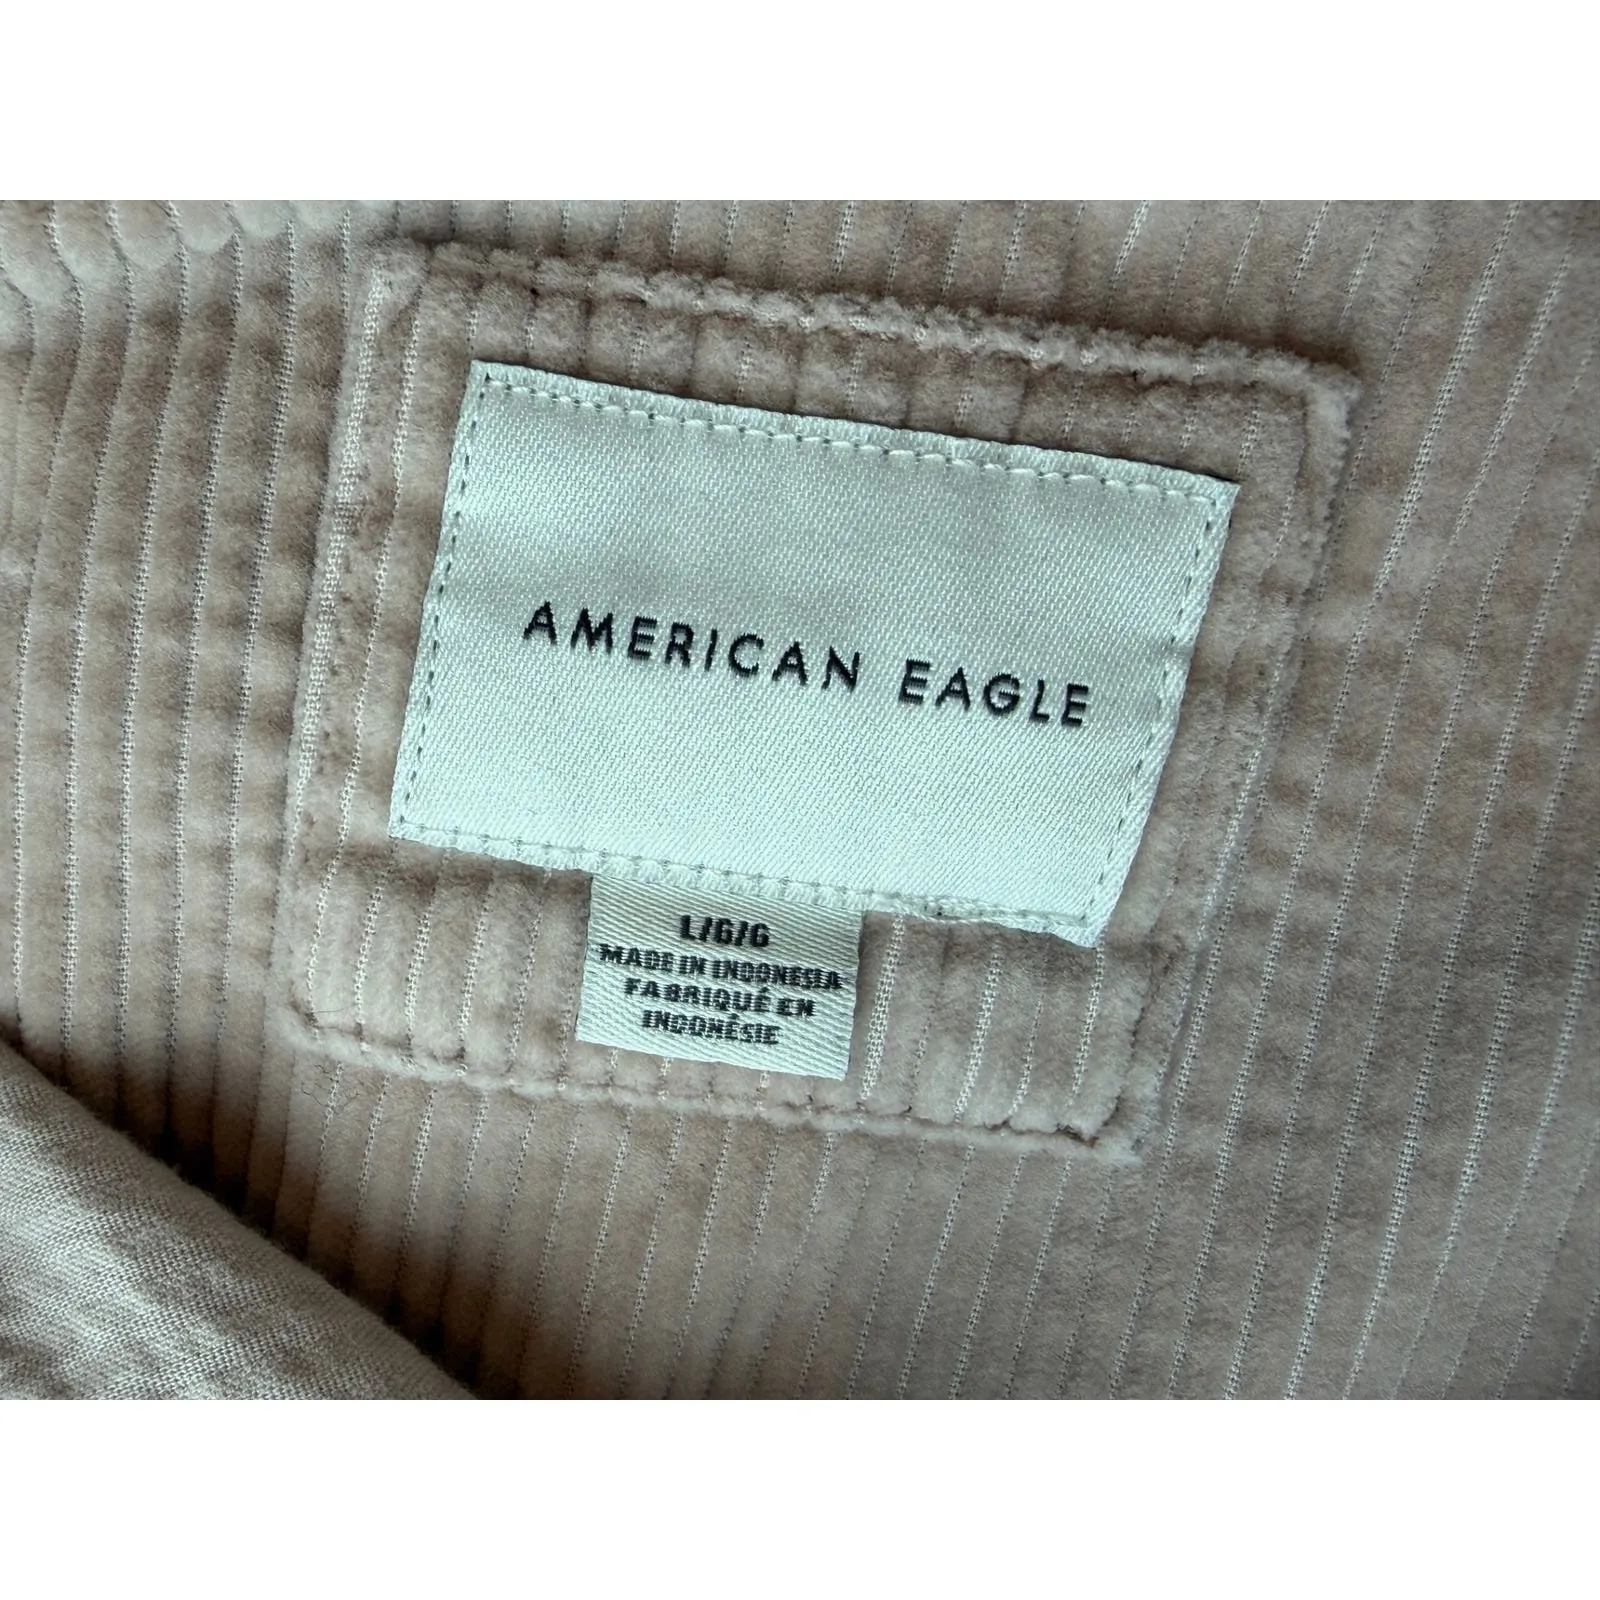 AMERICAN EAGLE
L/G/G
MADE IN INDONESIA
FABRIQUÉ EN
INDONÉSIE